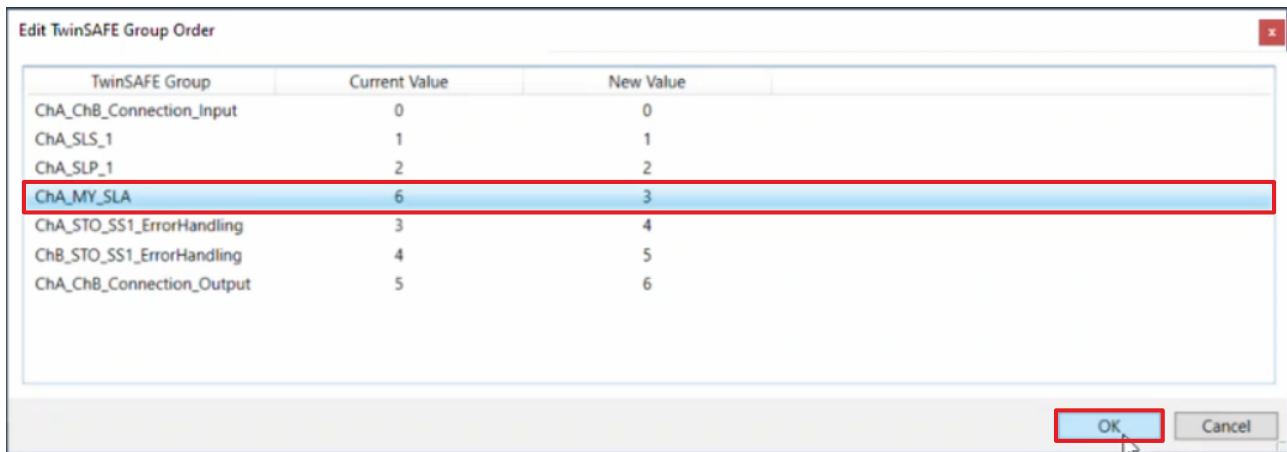 Edit TwinSAFE Group Order
x
TwinSAFE Group Current Value New Value
ChA_ChB_Connection_Input 0 0
ChA_SLS_1 1 1
ChA_SLP_1 2 2
ChA_MY_SLA 6 3
ChA_STO_SS1_ErrorHandling 3 4
ChB_STO_SS1_ErrorHandling 4 5
ChA_ChB_Connection_Output 5 6
OK Cancel